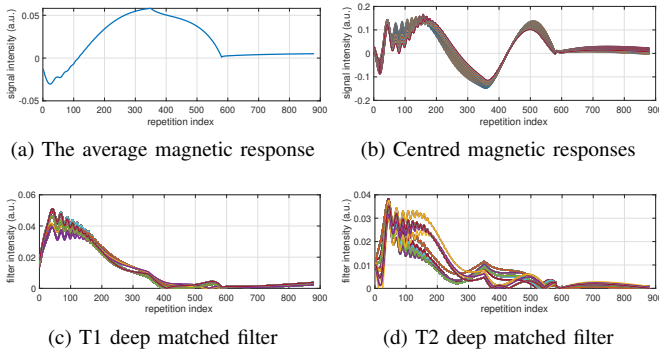 signal intensity (a.u.)
0.05
0
-0.05
0 100 200 300 400 500 600 700 800 900
repetition index
(a) The average magnetic response
signal intensity (a.u.)
0.2
0.1
0
-0.1
-0.2
0 100 200 300 400 500 600 700 800 900
repetition index
(b) Centred magnetic responses
filter intensity (a.u.)
0.06
0.04
0.02
0
0 100 200 300 400 500 600 700 800 900
repetition index
(c) T1 deep matched filter
filter intensity (a.u.)
0.04
0.03
0.02
0.01
0
0 100 200 300 400 500 600 700 800 900
repetition index
(d) T2 deep matched filter